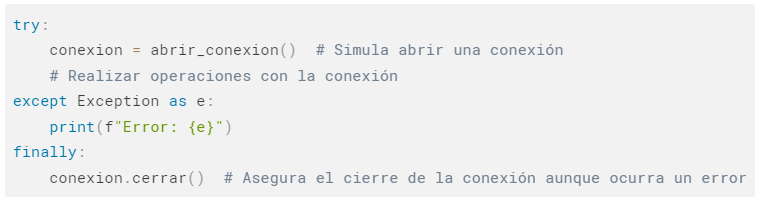 try:
    conexion = abrir_conexion()  # Simula abrir una conexión
    # Realizar operaciones con la conexión
except Exception as e:
    print(f"Error: {e}")
finally:
    conexion.cerrar()  # Asegura el cierre de la conexión aunque ocurra un error